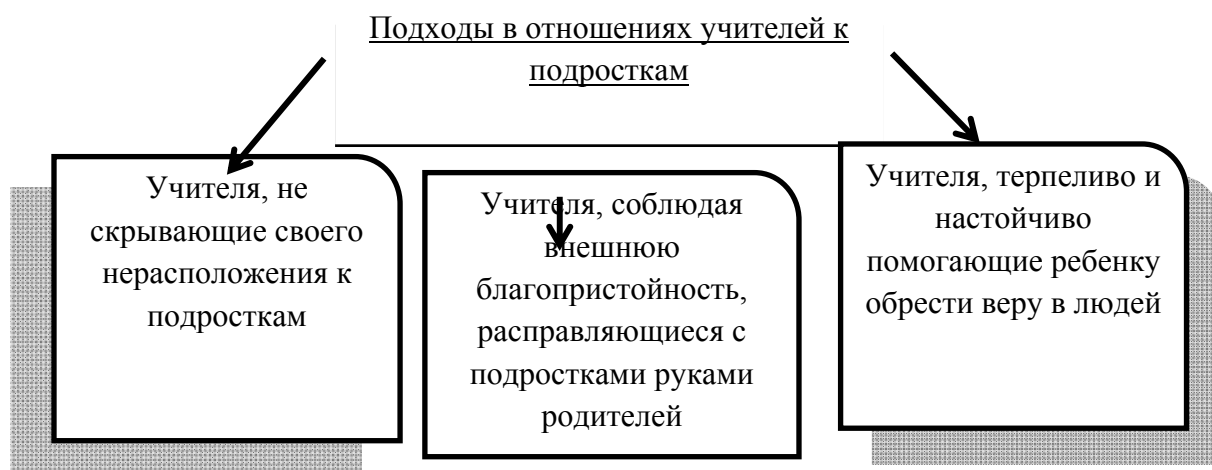 Подходы в отношениях учителей к
подросткам
Учителя, не
скрывающие своего
нерасположения к
подросткам
Учителя, соблюдая
внешнюю
благопристойность,
расправляющиеся с
подростками руками
родителей
Учителя, терпеливо и
настойчиво
помогающие ребенку
обрести веру в людей